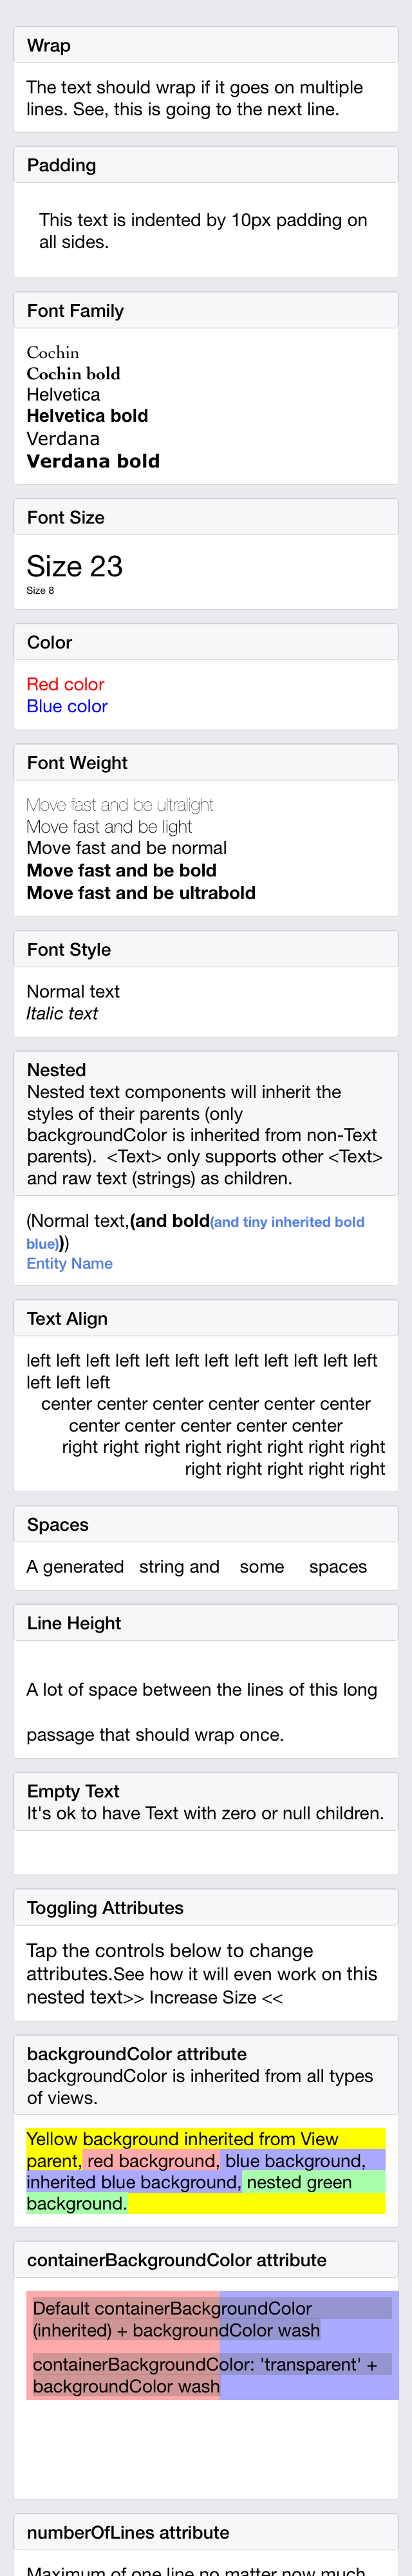 Wrap
The text should wrap if it goes on multiple
lines. See, this is going to the next line.
Padding
This text is indented by 10px padding on
all sides.
Font Family
Cochin
Cochin bold
Helvetica
Helvetica bold
Verdana
Verdana bold
Font Size
Size 23
Size 8
Color
Red color
Blue color
Font Weight
Move fast and be ultralight
Move fast and be light
Move fast and be normal
Move fast and be bold
Move fast and be ultrabold
Font Style
Normal text
Italic text
Nested
Nested text components will inherit the
styles of their parents (only
backgroundColor is inherited from non-Text
parents).  <Text> only supports other <Text>
and raw text (strings) as children.
(Normal text,(and bold(and tiny inherited bold
blue)))
Entity Name
Text Align
left left left left left left left left left left left left
left left left
center center center center center center
center center center center center
right right right right right right right right
right right right right right
Spaces
A generated   string and    some     spaces
Line Height
A lot of space between the lines of this long
passage that should wrap once.
Empty Text
It's ok to have Text with zero or null children.
Toggling Attributes
Tap the controls below to change
attributes.See how it will even work on this
nested text>> Increase Size <<
backgroundColor attribute
backgroundColor is inherited from all types
of views.
Yellow background inherited from View
parent, red background, blue background,
inherited blue background, nested green
background.
containerBackgroundColor attribute
Default containerBackgroundColor
(inherited) + backgroundColor wash
containerBackgroundColor: 'transparent' +
backgroundColor wash
numberOfLines attribute
Maximum of one line no matter now much